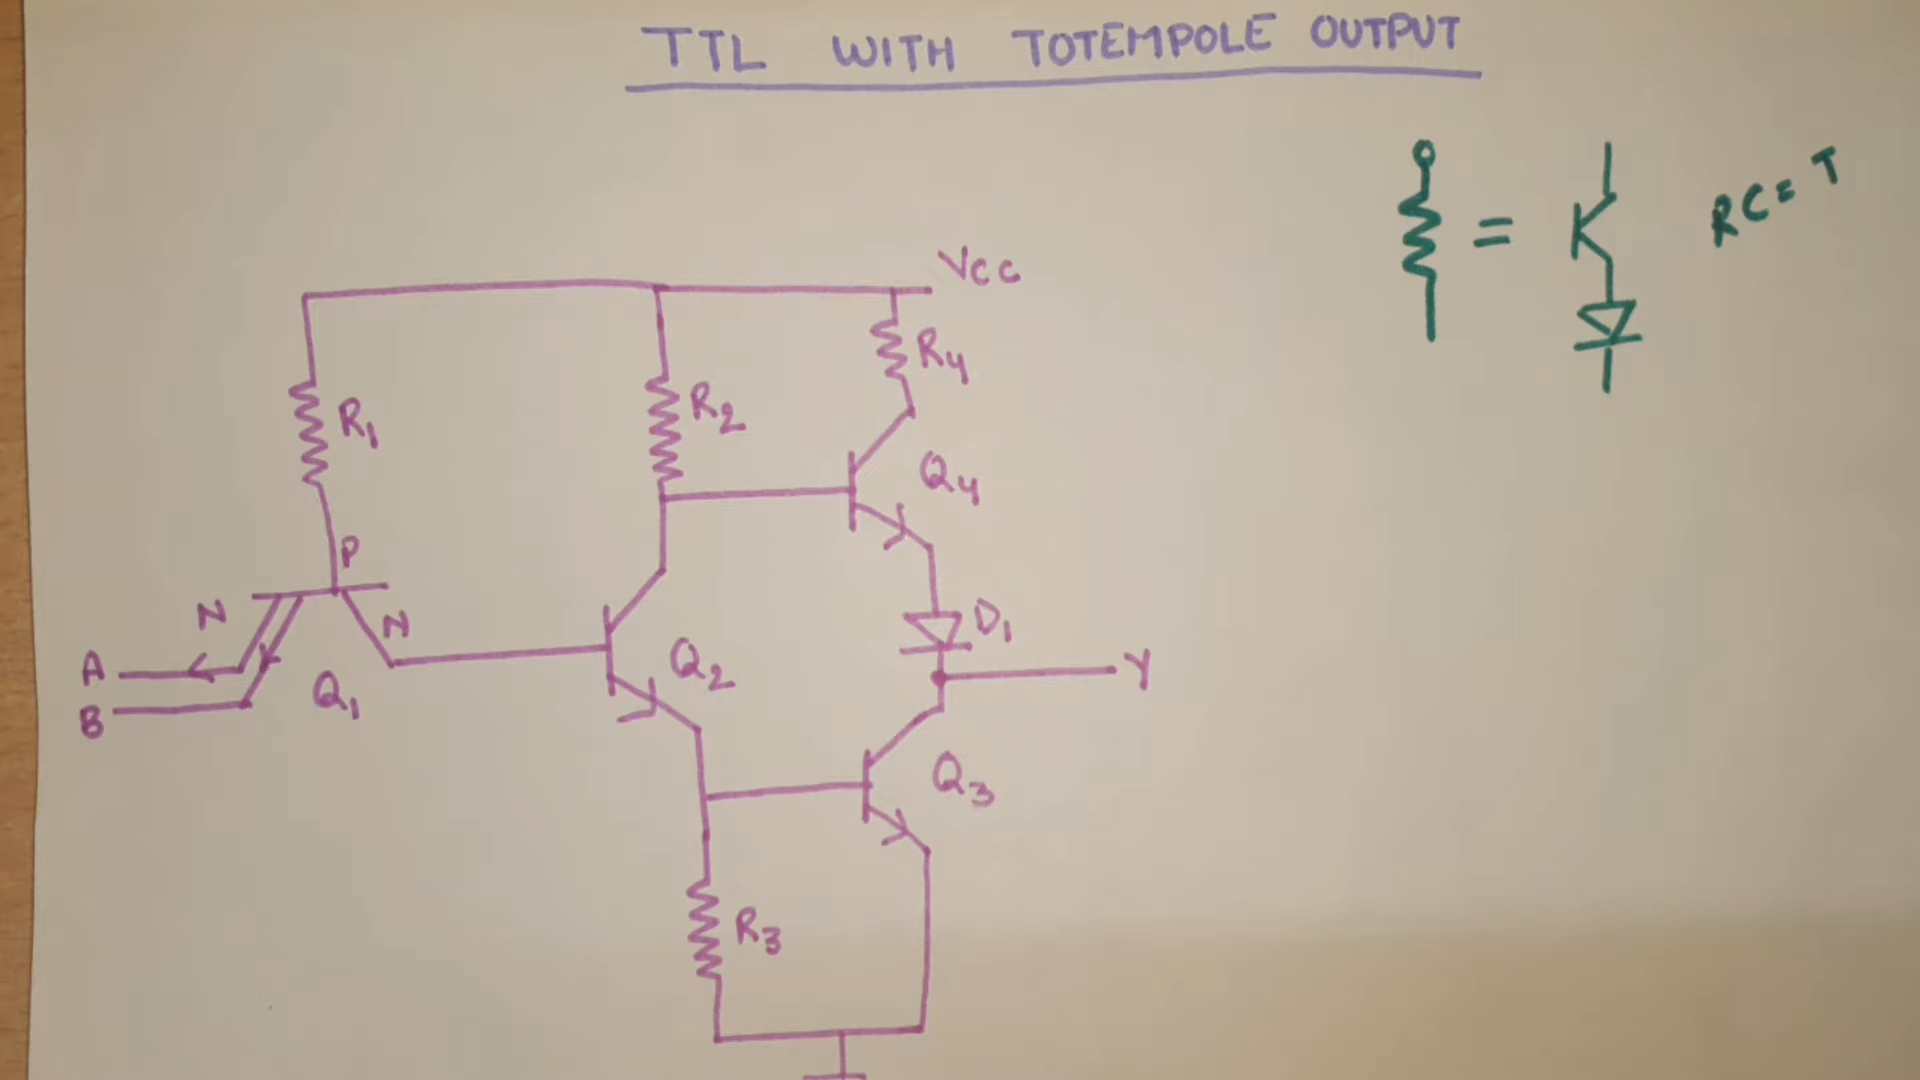 TTL WITH TOTEMPOLE OUTPUT
RC = T
Vcc
R4
R1
R2
Q4
P
N
N
D1
A
Q1
Q2
Y
B
Q3
R3